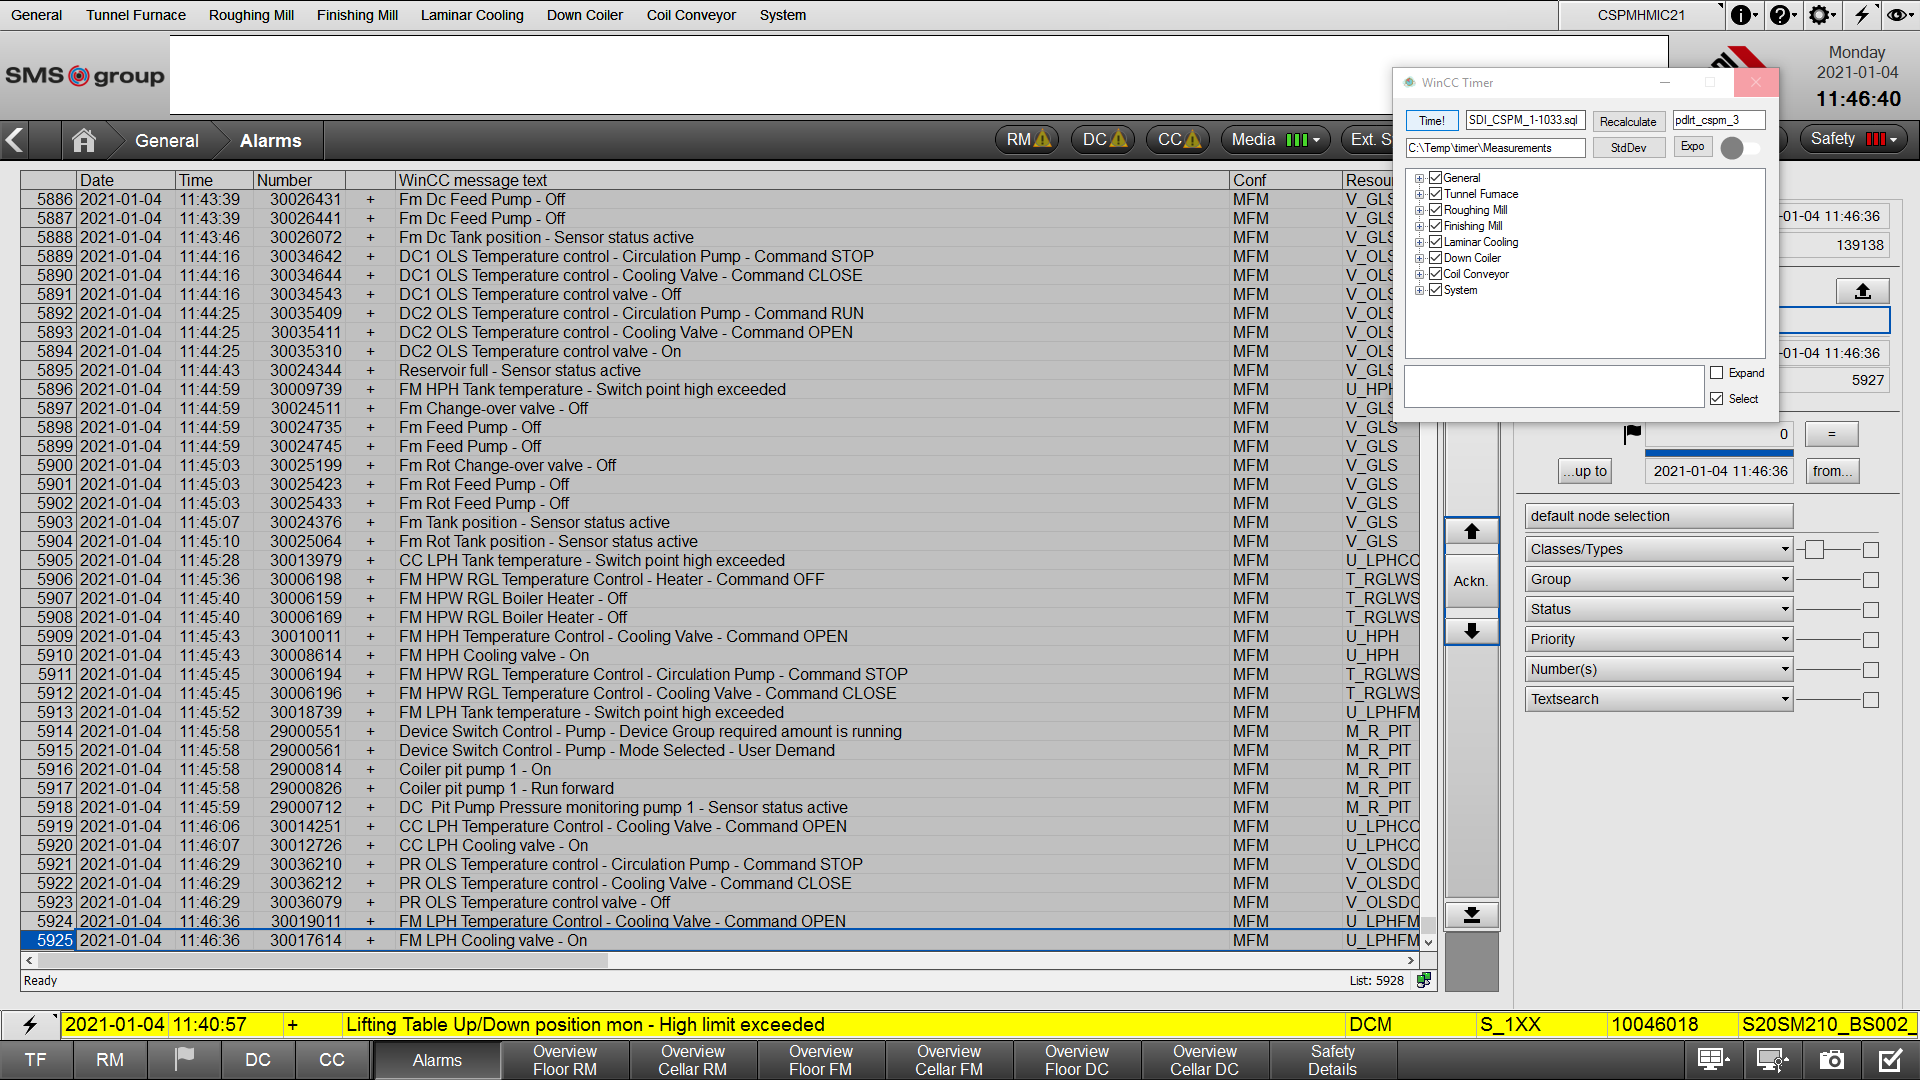 General Tunnel Furnace Roughing Mill Finishing Mill Laminar Cooling Down Coiler Coil Conveyor System CSPMHMIC21
SMS group
Monday
2021-01-04
11:46:40
General Alarms RM DC CC Media Ext. S Safety
WinCC Timer
Time! SDI_CSPM_1-1033.sql Recalculate pdlrt_cspm_3
C:\Temp\timer\Measurements StdDev Expo
General
Tunnel Furnace
Roughing Mill
Finishing Mill
Laminar Cooling
Down Coiler
Coil Conveyor
System
Expand
Select
Date Time Number WinCC message text Conf Resou
5886 2021-01-04 11:43:39 30026431 + Fm Dc Feed Pump - Off MFM V_GLS
5887 2021-01-04 11:43:39 30026441 + Fm Dc Feed Pump - Off MFM V_GLS
5888 2021-01-04 11:43:46 30026072 + Fm Dc Tank position - Sensor status active MFM V_GLS
5889 2021-01-04 11:44:16 30034642 + DC1 OLS Temperature control - Circulation Pump - Command STOP MFM V_OLS
5890 2021-01-04 11:44:16 30034644 + DC1 OLS Temperature control - Cooling Valve - Command CLOSE MFM V_OLS
5891 2021-01-04 11:44:16 30034543 + DC1 OLS Temperature control valve - Off MFM V_OLS
5892 2021-01-04 11:44:25 30035409 + DC2 OLS Temperature control - Circulation Pump - Command RUN MFM V_OLS
5893 2021-01-04 11:44:25 30035411 + DC2 OLS Temperature control - Cooling Valve - Command OPEN MFM V_OLS
5894 2021-01-04 11:44:25 30035310 + DC2 OLS Temperature control valve - On MFM V_OLS
5895 2021-01-04 11:44:43 30024344 + Reservoir full - Sensor status active MFM V_GLS
5896 2021-01-04 11:44:59 30009739 + FM HPH Tank temperature - Switch point high exceeded MFM U_HPH
5897 2021-01-04 11:44:59 30024511 + Fm Change-over valve - Off MFM V_GLS
5898 2021-01-04 11:44:59 30024735 + Fm Feed Pump - Off MFM V_GLS
5899 2021-01-04 11:44:59 30024745 + Fm Feed Pump - Off MFM V_GLS
5900 2021-01-04 11:45:03 30025199 + Fm Rot Change-over valve - Off MFM V_GLS
5901 2021-01-04 11:45:03 30025423 + Fm Rot Feed Pump - Off MFM V_GLS
5902 2021-01-04 11:45:03 30025433 + Fm Rot Feed Pump - Off MFM V_GLS
5903 2021-01-04 11:45:07 30024376 + Fm Tank position - Sensor status active MFM V_GLS
5904 2021-01-04 11:45:10 30025064 + Fm Rot Tank position - Sensor status active MFM V_GLS
5905 2021-01-04 11:45:28 30013979 + CC LPH Tank temperature - Switch point high exceeded MFM U_LPHCC
5906 2021-01-04 11:45:36 30006198 + FM HPW RGL Temperature Control - Heater - Command OFF MFM T_RGLWS
5907 2021-01-04 11:45:40 30006159 + FM HPW RGL Boiler Heater - Off MFM T_RGLWS
5908 2021-01-04 11:45:40 30006169 + FM HPW RGL Boiler Heater - Off MFM T_RGLWS
5909 2021-01-04 11:45:43 30010011 + FM HPH Temperature Control - Cooling Valve - Command OPEN MFM U_HPH
5910 2021-01-04 11:45:43 30008614 + FM HPH Cooling valve - On MFM U_HPH
5911 2021-01-04 11:45:45 30006194 + FM HPW RGL Temperature Control - Circulation Pump - Command STOP MFM T_RGLWS
5912 2021-01-04 11:45:45 30006196 + FM HPW RGL Temperature Control - Cooling Valve - Command CLOSE MFM T_RGLWS
5913 2021-01-04 11:45:52 30018739 + FM LPH Tank temperature - Switch point high exceeded MFM U_LPHFM
5914 2021-01-04 11:45:58 29000551 + Device Switch Control - Pump - Device Group required amount is running MFM M_R_PIT
5915 2021-01-04 11:45:58 29000561 + Device Switch Control - Pump - Mode Selected - User Demand MFM M_R_PIT
5916 2021-01-04 11:45:58 29000814 + Coiler pit pump 1 - On MFM M_R_PIT
5917 2021-01-04 11:45:58 29000826 + Coiler pit pump 1 - Run forward MFM M_R_PIT
5918 2021-01-04 11:45:59 29000712 + DC  Pit Pump Pressure monitoring pump 1 - Sensor status active MFM M_R_PIT
5919 2021-01-04 11:46:06 30014251 + CC LPH Temperature Control - Cooling Valve - Command OPEN MFM U_LPHCC
5920 2021-01-04 11:46:07 30012726 + CC LPH Cooling valve - On MFM U_LPHCC
5921 2021-01-04 11:46:29 30036210 + PR OLS Temperature control - Circulation Pump - Command STOP MFM V_OLSDC
5922 2021-01-04 11:46:29 30036212 + PR OLS Temperature control - Cooling Valve - Command CLOSE MFM V_OLSDC
5923 2021-01-04 11:46:29 30036079 + PR OLS Temperature control valve - Off MFM V_OLSDC
5924 2021-01-04 11:46:36 30019011 + FM LPH Temperature Control - Cooling Valve - Command OPEN MFM U_LPHFM
5925 2021-01-04 11:46:36 30017614 + FM LPH Cooling valve - On MFM U_LPHFM
Ready List: 5928
Ackn.
-01-04 11:46:36
139138
-01-04 11:46:36
5927
0 =
...up to 2021-01-04 11:46:36 from...
default node selection
Classes/Types
Group
Status
Priority
Number(s)
Textsearch
2021-01-04 11:40:57 + Lifting Table Up/Down position mon - High limit exceeded DCM S_1XX 10046018 S20SM210_BS002_
TF RM DC CC Alarms Overview Floor RM Overview Cellar RM Overview Floor FM Overview Cellar FM Overview Floor DC Overview Cellar DC Safety Details